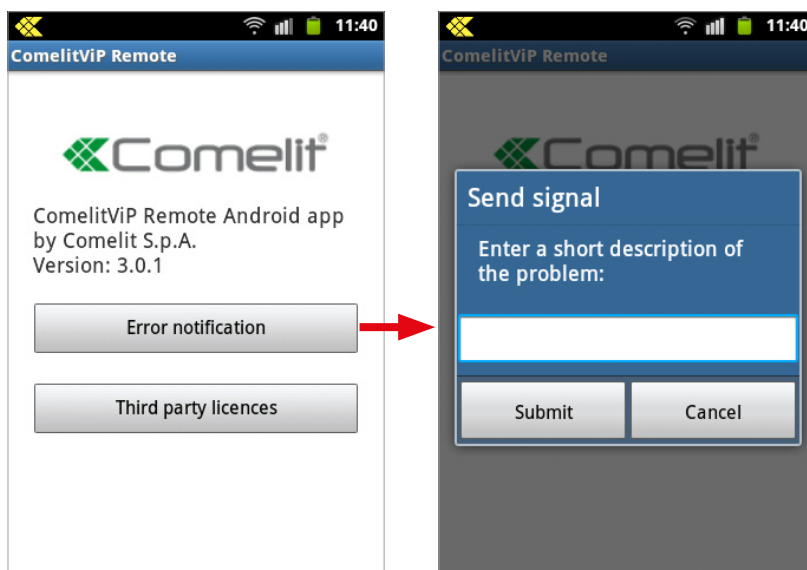 11:40
ComelitViP Remote
Comelit®
ComelitViP Remote Android app
by Comelit S.p.A.
Version: 3.0.1
Error notification
Third party licences
11:40
ComelitViP Remote
Comelit®
Send signal
Enter a short description of
the problem:
Submit
Cancel